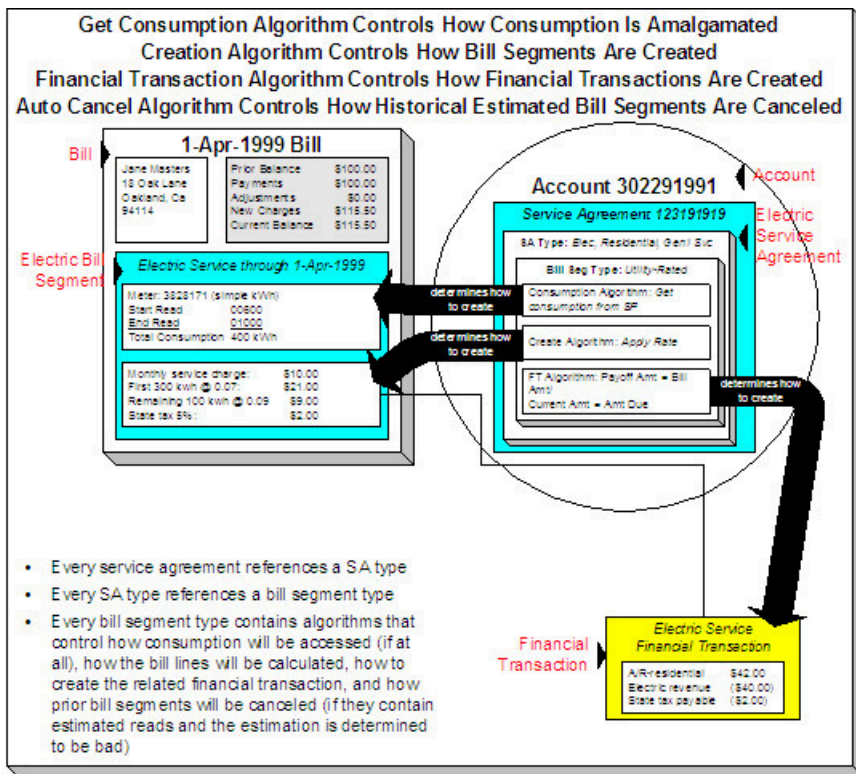 Get Consumption Algorithm Controls How Consumption Is Amalgamated
Creation Algorithm Controls How Bill Segments Are Created
Financial Transaction Algorithm Controls How Financial Transactions Are Created
Auto Cancel Algorithm Controls How Historical Estimated Bill Segments Are Canceled
Bill
1-Apr-1999 Bill
Jane Masters
18 Oak Lane
Oakland, Ca
94114
Prior Balance $100.00
Payments $100.00
Adjustments $0.00
New Charges $115.50
Current Balance $115.50
Electric Bill
Segment
Electric Service through 1-Apr-1999
Meter: 3828171 (simple kWh)
Start Read 00600
End Read 01000
Total Consumption 400 kWh
Monthly service charge: $10.00
First 300 kwh @ 0.07: $21.00
Remaining 100 kwh @ 0.09 $9.00
State tax 5%: $2.00
Account
Account 302291991
Service Agreement 123191919
Electric
Service
Agreement
SA Type: Elec, Residential, Gen'l Svc
Bill Seg Type: Utility-Rated
determines how
to create
Consumption Algorithm: Get
consumption from SP
determines how
to create
Create Algorithm: Apply Rate
FT Algorithm: Payoff Amt = Bill
Amt/
Current Amt = Amt Due
determines how
to create
• Every service agreement references a SA type
• Every SA type references a bill segment type
• Every bill segment type contains algorithms that
control how consumption will be accessed (if at
all), how the bill lines will be calculated, how to
create the related financial transaction, and how
prior bill segments will be canceled (if they contain
estimated reads and the estimation is determined
to be bad)
Financial
Transaction
Electric Service
Financial Transaction
A/R-residential $42.00
Electric revenue ($40.00)
State tax payable ($2.00)